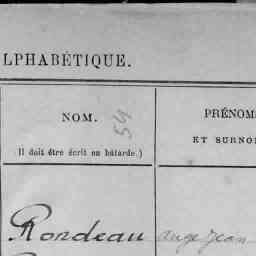 LPHABÉTIQUE.
NOM.
54
PRÉNOM
(Il doit être écrit en bâtarde.)
ET SURNO
Rondeau ange Jean